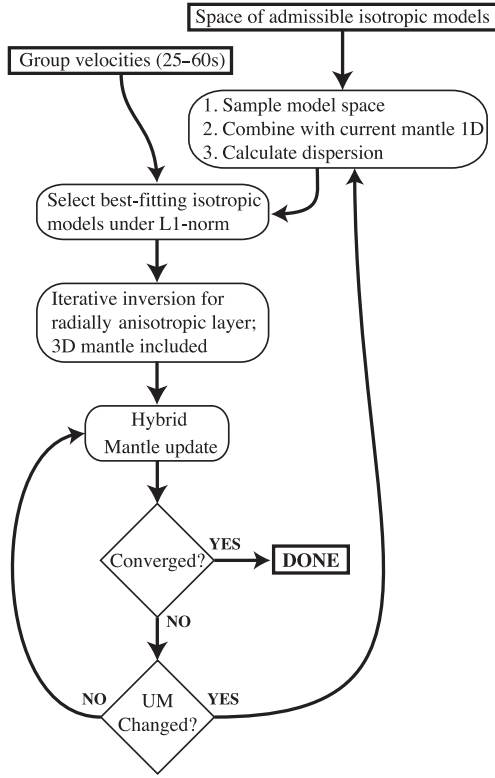 Space of admissible isotropic models
Group velocities (25–60s)
1. Sample model space
2. Combine with current mantle 1D
3. Calculate dispersion
Select best-fitting isotropic
models under L1-norm
Iterative inversion for
radially anisotropic layer;
3D mantle included
Hybrid
Mantle update
Converged?
YES
DONE
NO
NO
UM
Changed?
YES